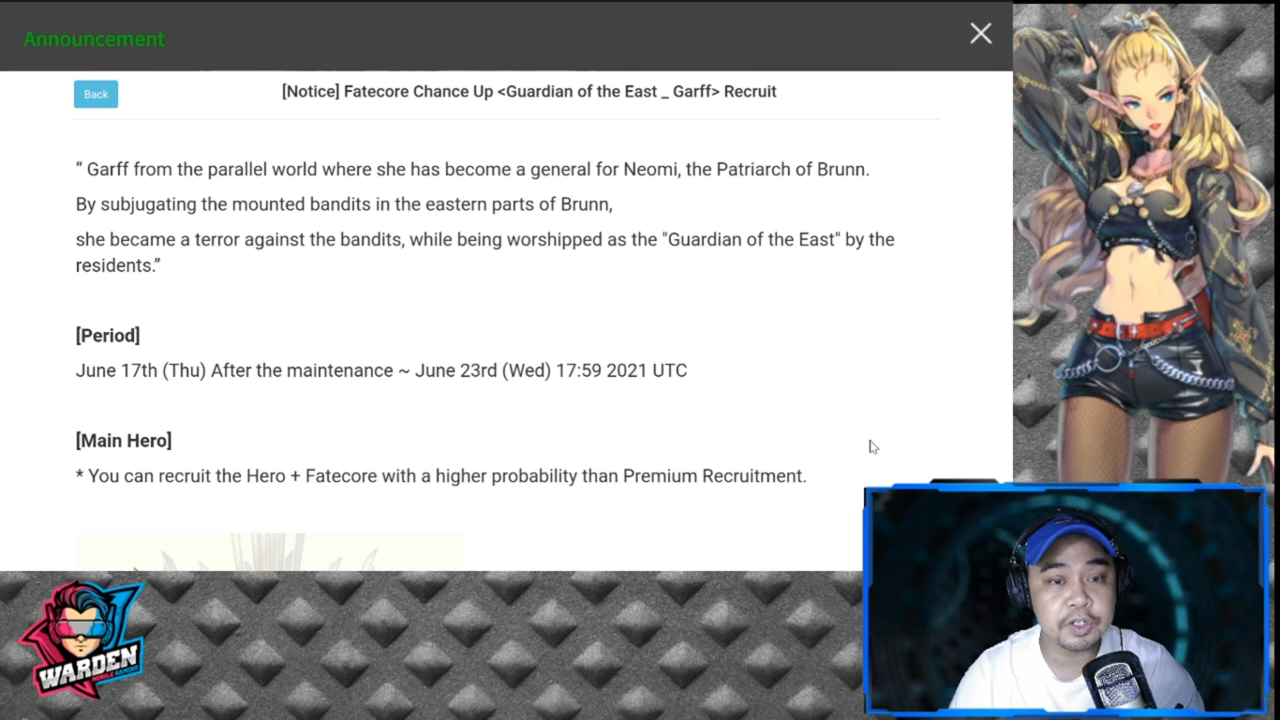 Announcement
Back
[Notice] Fatecore Chance Up <Guardian of the East _ Garff> Recruit
“ Garff from the parallel world where she has become a general for Neomi, the Patriarch of Brunn.
By subjugating the mounted bandits in the eastern parts of Brunn,
she became a terror against the bandits, while being worshipped as the "Guardian of the East" by the
residents.”
[Period]
June 17th (Thu) After the maintenance ~ June 23rd (Wed) 17:59 2021 UTC
[Main Hero]
* You can recruit the Hero + Fatecore with a higher probability than Premium Recruitment.
WARDEN
MOBILE GAMING